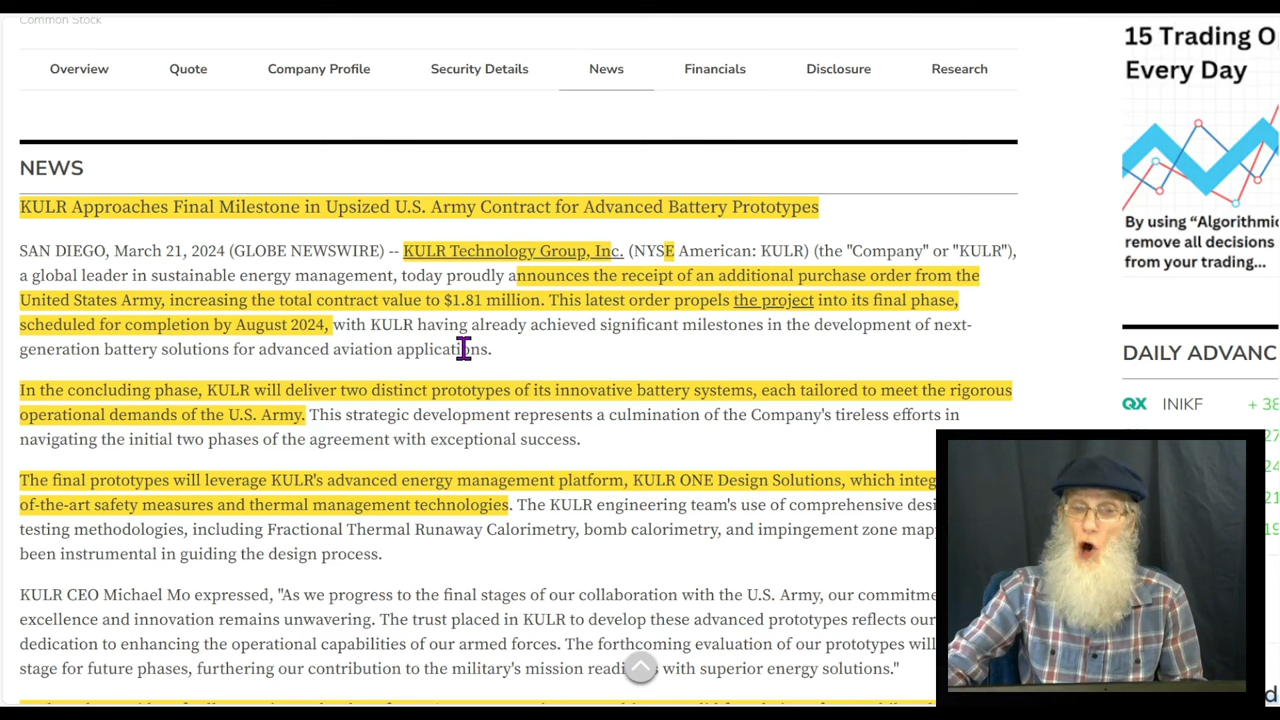 Common Stock
Overview
Quote
Company Profile
Security Details
News
Financials
Disclosure
Research
NEWS
KULR Approaches Final Milestone in Upsized U.S. Army Contract for Advanced Battery Prototypes
SAN DIEGO, March 21, 2024 (GLOBE NEWSWIRE) -- KULR Technology Group, Inc. (NYSE American: KULR) (the "Company" or "KULR"),
a global leader in sustainable energy management, today proudly announces the receipt of an additional purchase order from the
United States Army, increasing the total contract value to $1.81 million. This latest order propels the project into its final phase,
scheduled for completion by August 2024, with KULR having already achieved significant milestones in the development of next-
generation battery solutions for advanced aviation applications.
In the concluding phase, KULR will deliver two distinct prototypes of its innovative battery systems, each tailored to meet the rigorous
operational demands of the U.S. Army. This strategic development represents a culmination of the Company's tireless efforts in
navigating the initial two phases of the agreement with exceptional success.
The final prototypes will leverage KULR's advanced energy management platform, KULR ONE Design Solutions, which
of-the-art safety measures and thermal management technologies. The KULR engineering team's use of comprehensive
testing methodologies, including Fractional Thermal Runaway Calorimetry, bomb calorimetry, and impingement zone
been instrumental in guiding the design process.
KULR CEO Michael Mo expressed, "As we progress to the final stages of our collaboration with the U.S. Army, our
excellence and innovation remains unwavering. The trust placed in KULR to develop these advanced prototypes reflects our
dedication to enhancing the operational capabilities of our armed forces. The forthcoming evaluation of our prototypes will
stage for future phases, furthering our contribution to the military's mission with superior energy solutions."
15 Trading
Every Day
By using
remove all decisions
from your trading...
DAILY
QX INIKF